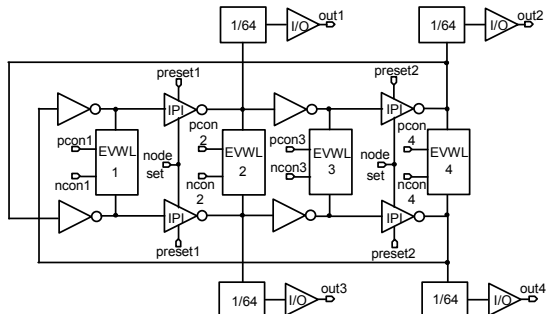 1/64 I/O out1 1/64 I/O out2
preset1 preset2
IPI IPI
pcon1 EVWL 1 ncon1
node set
pcon 2 EVWL 2 ncon 2
pcon3 EVWL 3 ncon3
node set
pcon 4 EVWL 4 ncon 4
IPI IPI
preset1 preset2
1/64 I/O out3 1/64 I/O out4